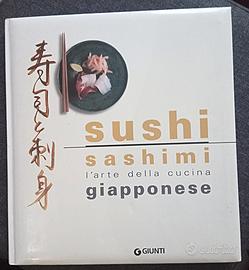 寿司と刺身
sushi
sashimi
l'arte della cucina
giapponese
GIUNTI